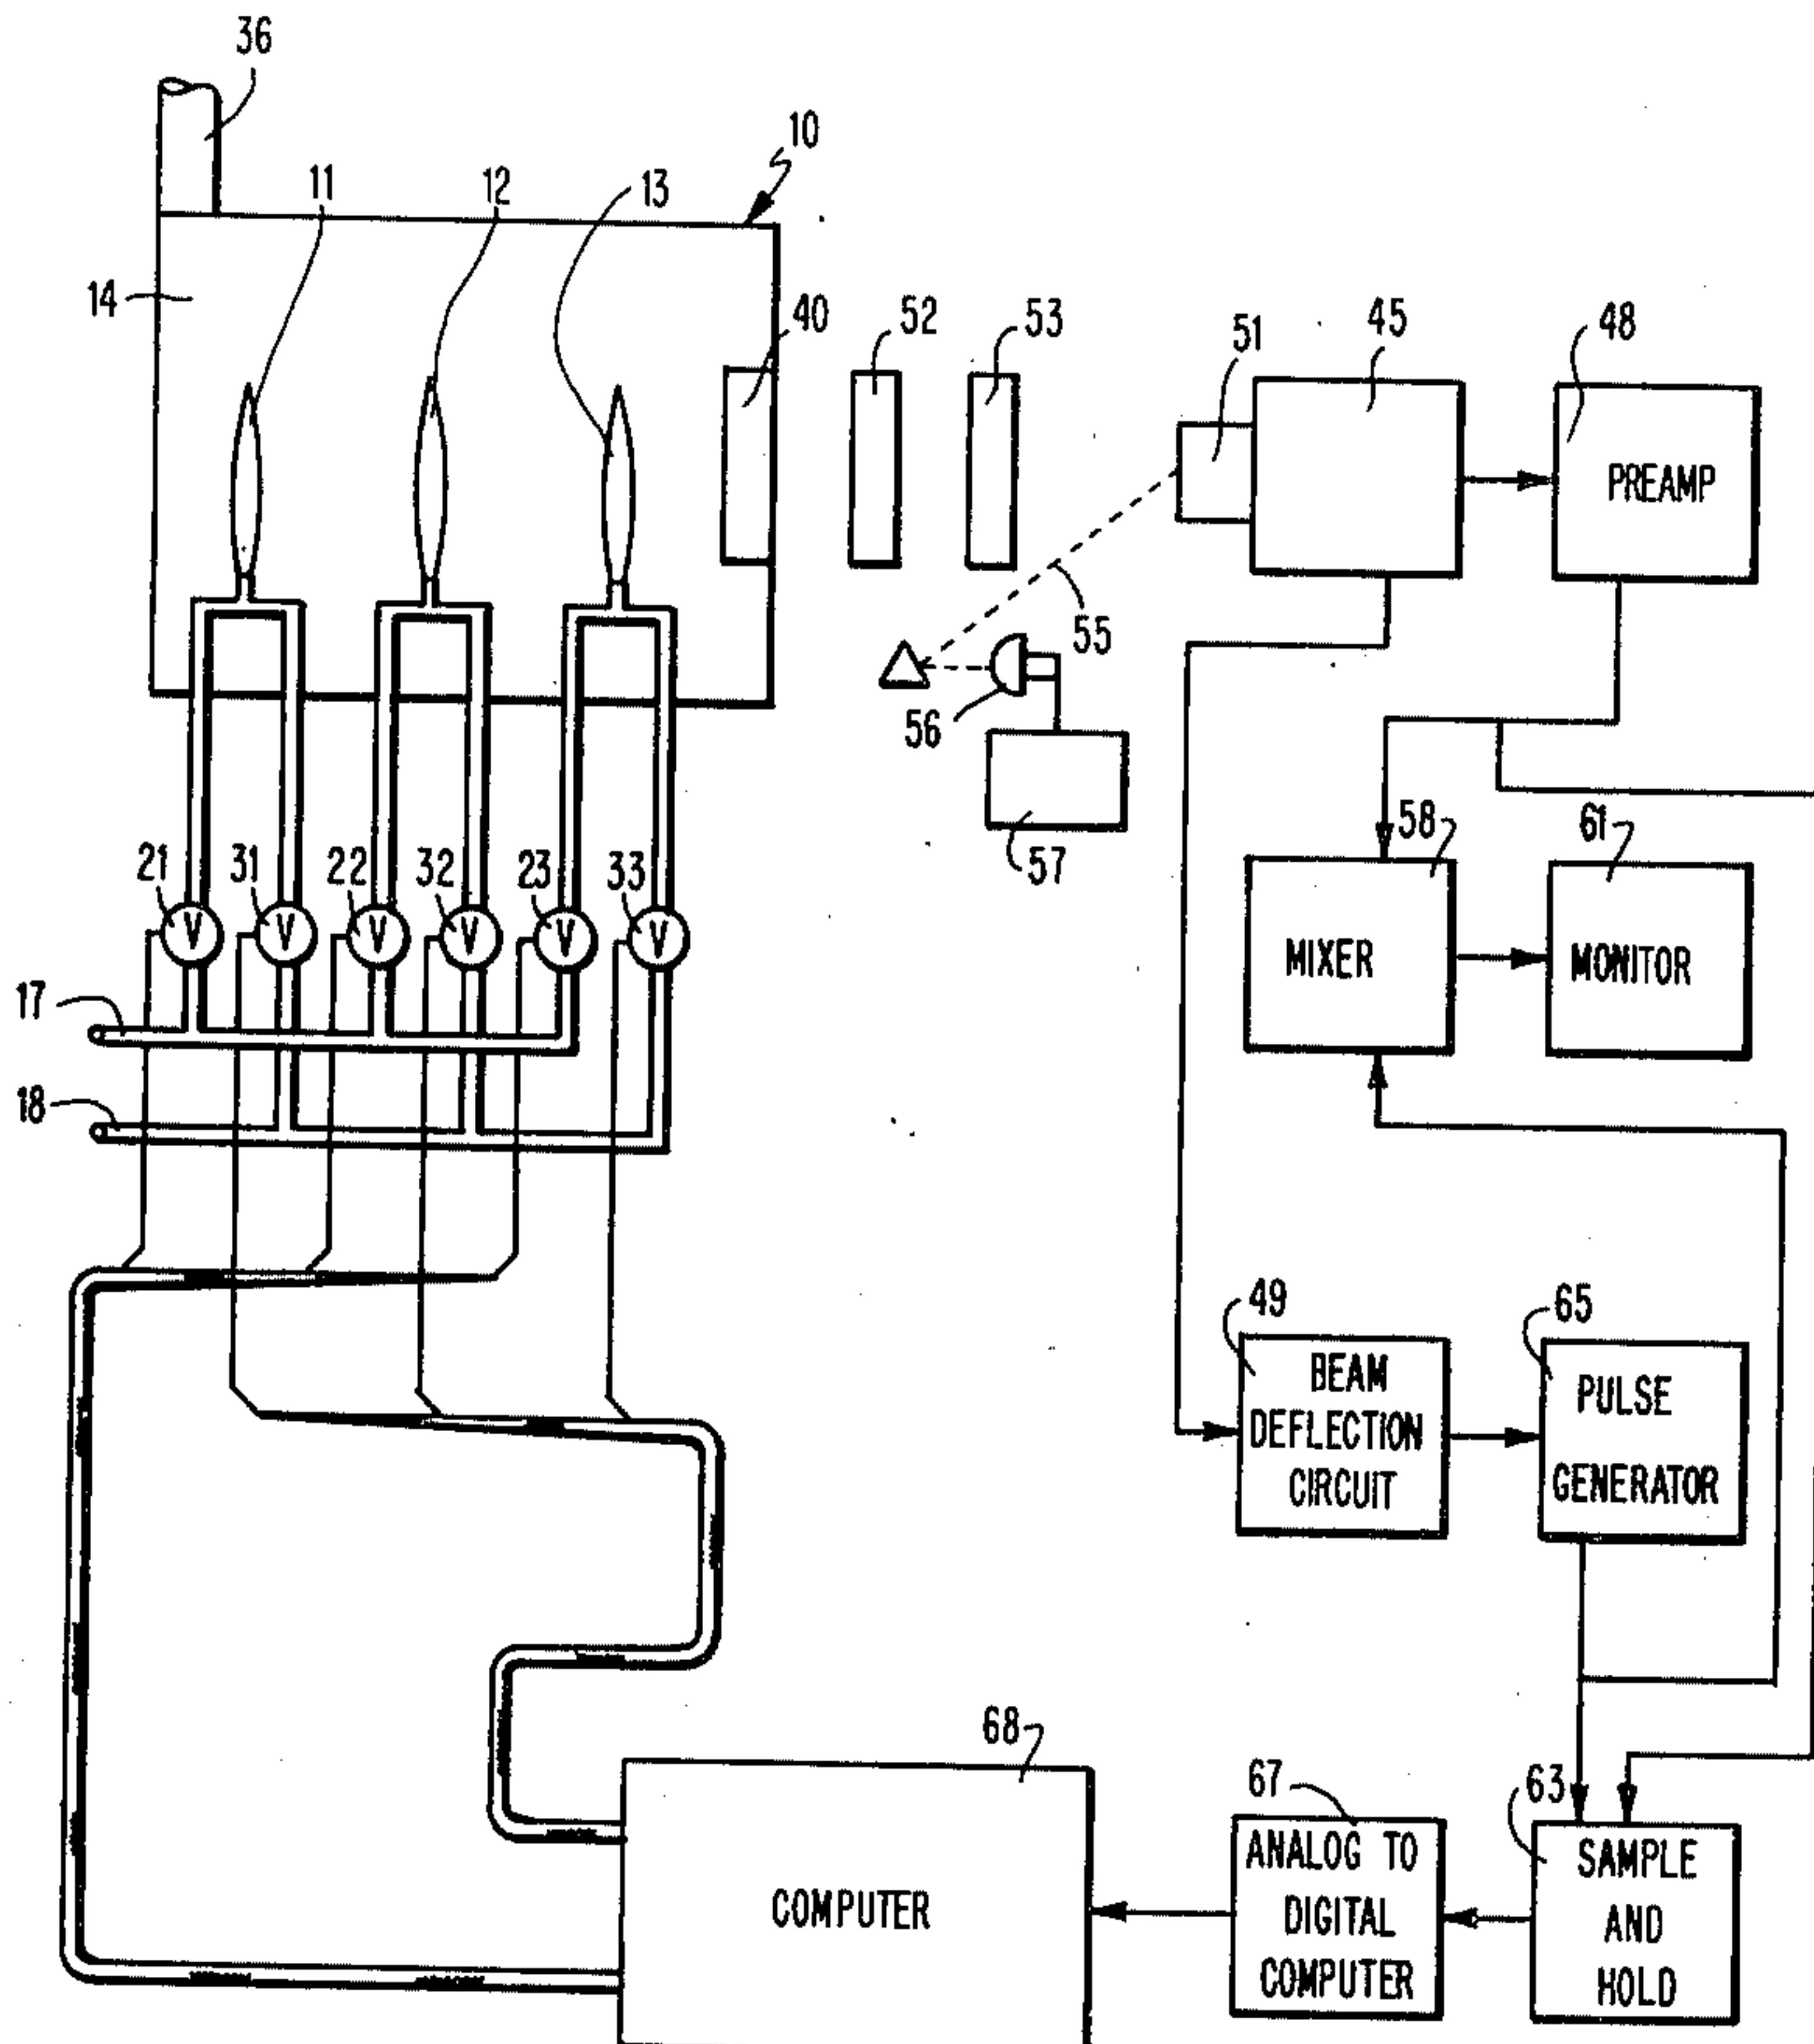 36
10
11
12
13
14
40
52
53
51
45
48
PREAMP
55
56
57
58
61
21
31
22
32
23
33
V V V V V V
MIXER
MONITOR
17
18
49
65
BEAM
DEFLECTION
CIRCUIT
PULSE
GENERATOR
68
67
63
COMPUTER
ANALOG TO
DIGITAL
COMPUTER
SAMPLE
AND
HOLD